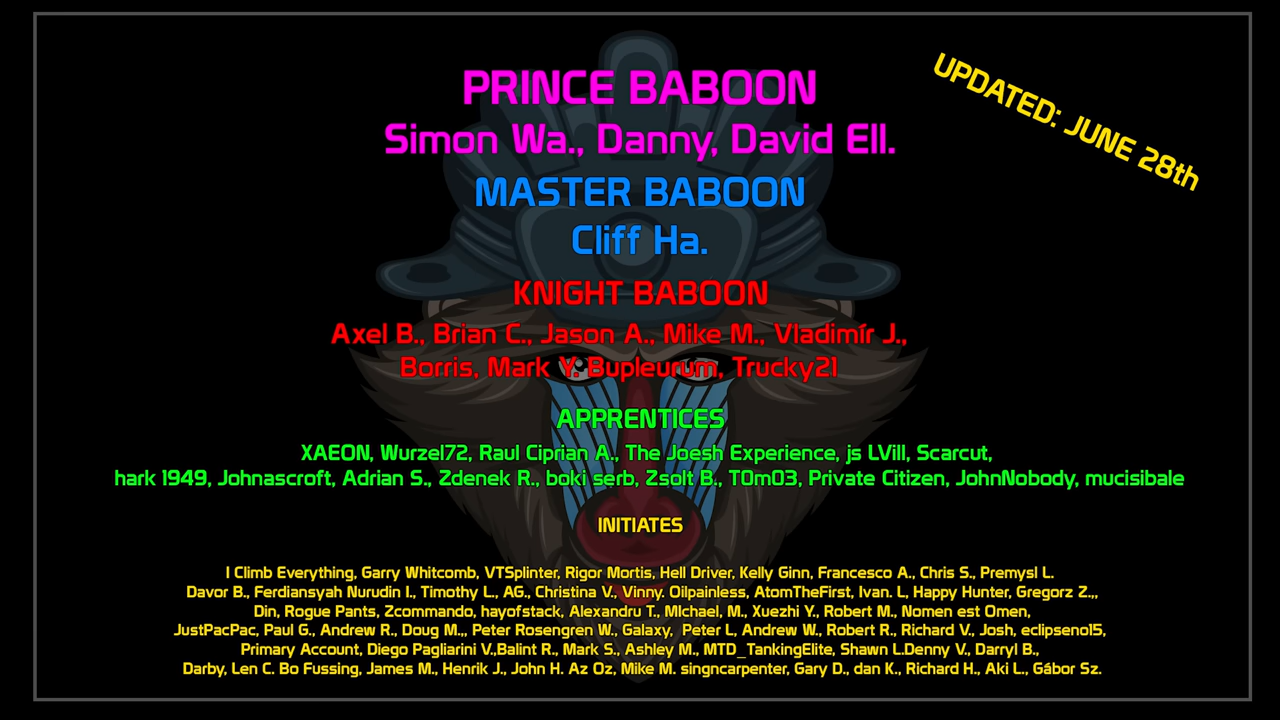 PRINCE BABOON
Simon Wa., Danny, David Ell.
UPDATED: JUNE 28th
MASTER BABOON
Cliff Ha.
KNIGHT BABOON
Axel B., Brian C., Jason A., Mike M., Vladimír J.,
Borris, Mark Y. Bupleurum, Trucky21
APPRENTICES
XAEON, Wurzel72, Raul Ciprian A., The Joesh Experience, js LVill, Scarcut,
hark 1949, Johnascroft, Adrian S., Zdenek R., boki serb, Zsolt B., T0m03, Private Citizen, JohnNobody, mucisibale
INITIATES
I Climb Everything, Garry Whitcomb, VTSplinter, Rigor Mortis, Hell Driver, Kelly Ginn, Francesco A., Chris S., Premysl L.
Davor B., Ferdiansyah Nurudin I., Timothy L., AG., Christina V., Vinny. Oilpainless, AtomTheFirst, Ivan. L, Happy Hunter, Gregorz Z.,,
Din, Rogue Pants, Zcommando, hayofstack, Alexandru T., MIchael, M., Xuezhi Y., Robert M., Nomen est Omen,
JustPacPac, Paul G., Andrew R., Doug M.,, Peter Rosengren W., Galaxy, Peter L, Andrew W., Robert R., Richard V., Josh, eclipseno15,
Primary Account, Diego Pagliarini V.,Balint R., Mark S., Ashley M., MTD_TankingElite, Shawn L.Denny V., Darryl B.,
Darby, Len C. Bo Fussing, James M., Henrik J., John H. Az Oz, Mike M. singncarpenter, Gary D., dan K., Richard H., Aki L., Gábor Sz.